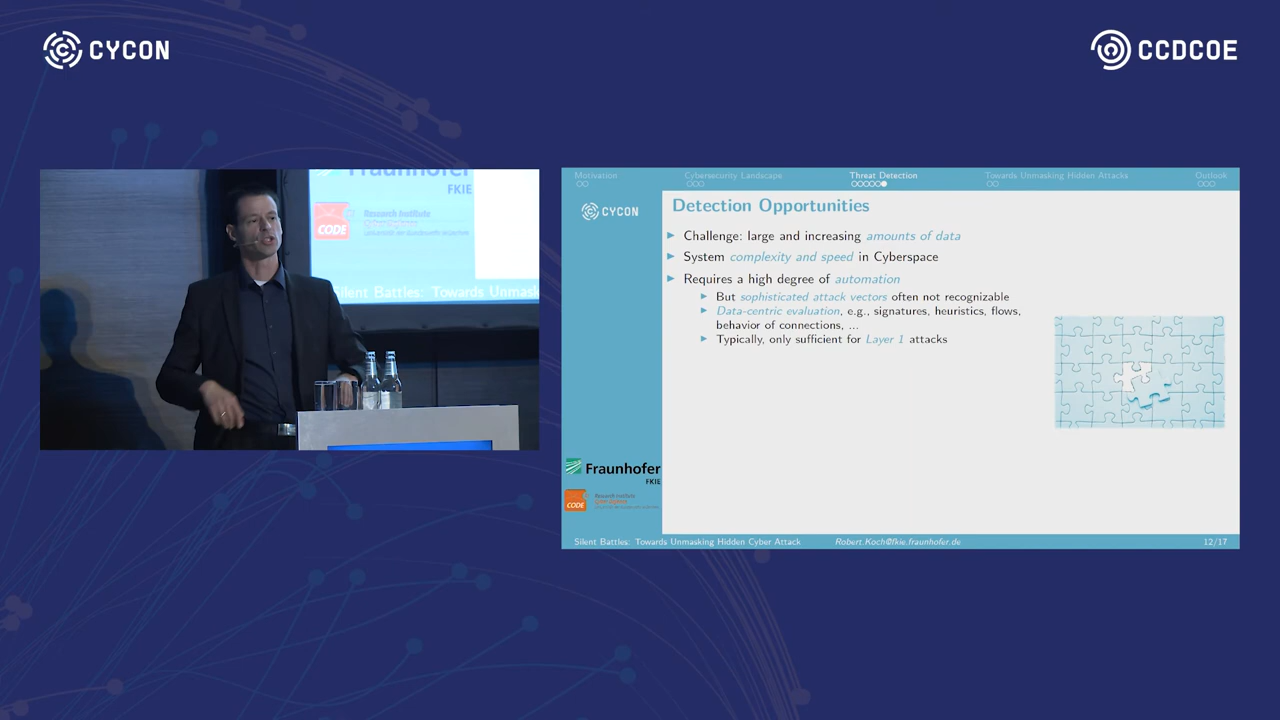 CYCON
CCDCOE
Fraunhofer
FKIE
CODE
Research Institute
Silent Battles: Towards Unmask
Motivation
Cybersecurity Landscape
Threat Detection
Towards Unmasking Hidden Attacks
Outlook
CYCON
Detection Opportunities
Challenge: large and increasing amounts of data
System complexity and speed in Cyberspace
Requires a high degree of automation
But sophisticated attack vectors often not recognizable
Data-centric evaluation, e.g., signatures, heuristics, flows,
behavior of connections, ...
Typically, only sufficient for Layer 1 attacks
Fraunhofer
FKIE
CODE
Research Institute
Silent Battles: Towards Unmasking Hidden Cyber Attack
Robert.Koch@fkie.fraunhofer.de
12/17